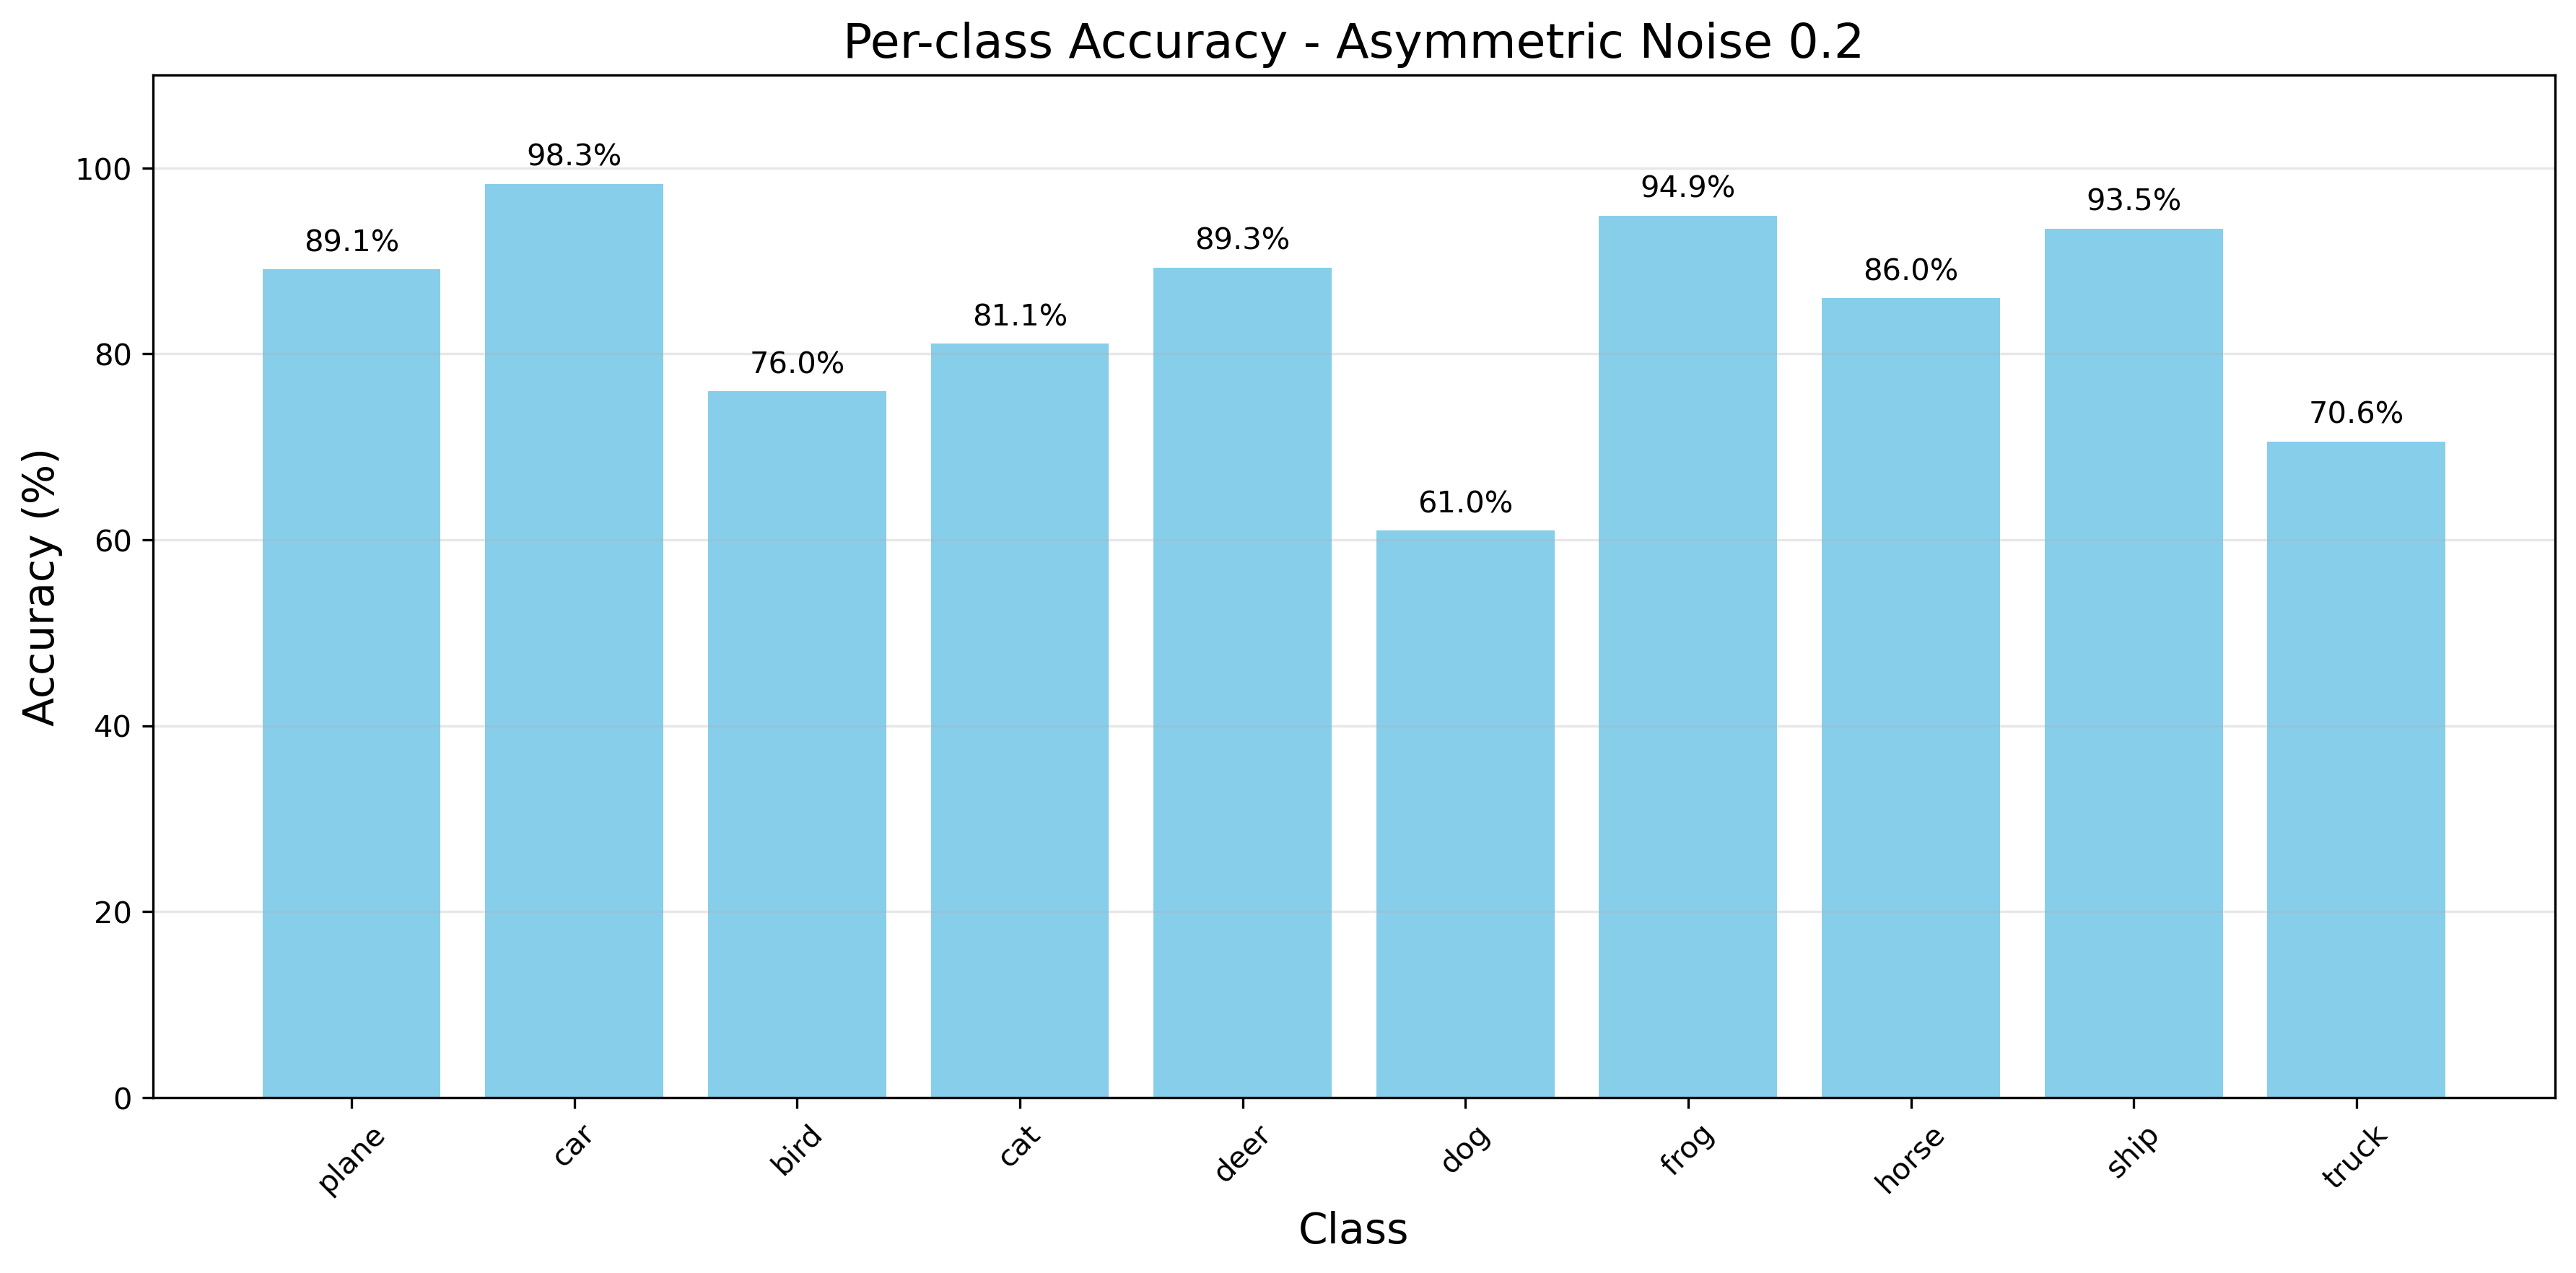 Per-class Accuracy - Asymmetric Noise 0.2
Accuracy (%)
100
80
60
40
20
0
89.1%
98.3%
76.0%
81.1%
89.3%
61.0%
94.9%
86.0%
93.5%
70.6%
plane
car
bird
cat
deer
dog
frog
horse
ship
truck
Class